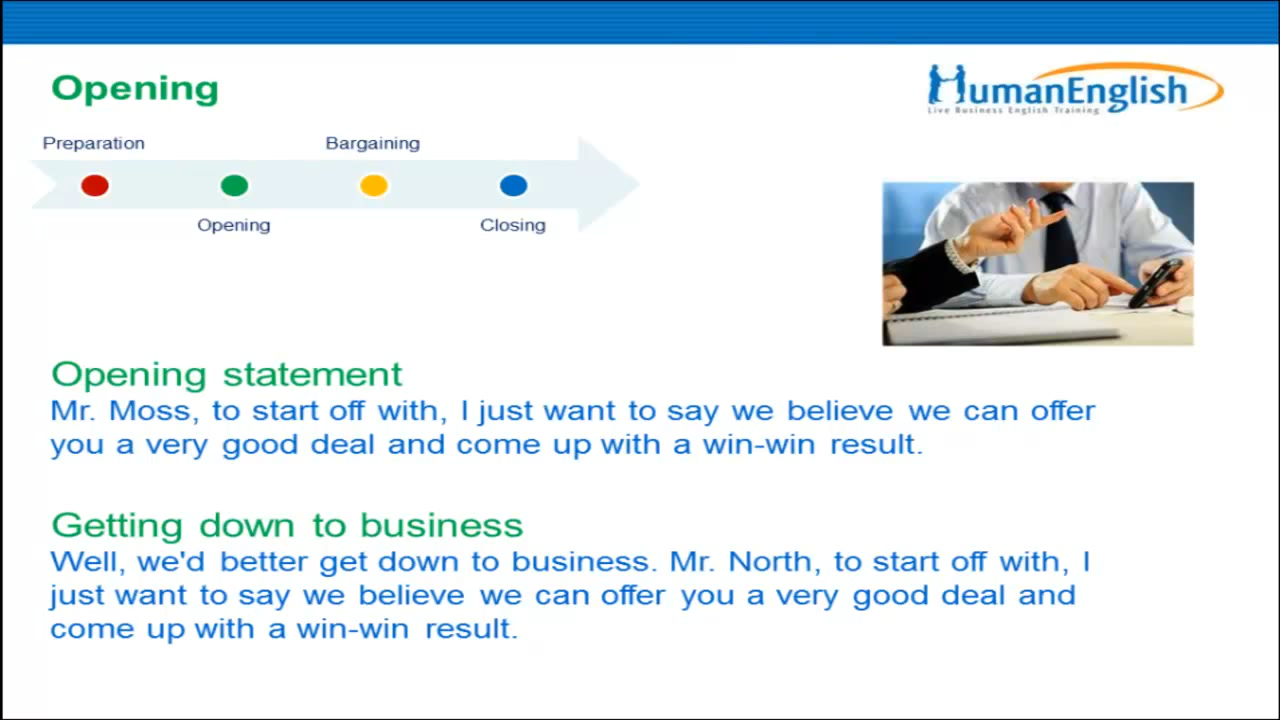 Opening
HumanEnglish
Live Business English Training
Preparation
Bargaining
Opening
Closing
Opening statement
Mr. Moss, to start off with, I just want to say we believe we can offer
you a very good deal and come up with a win-win result.
Getting down to business
Well, we'd better get down to business. Mr. North, to start off with, I
just want to say we believe we can offer you a very good deal and
come up with a win-win result.